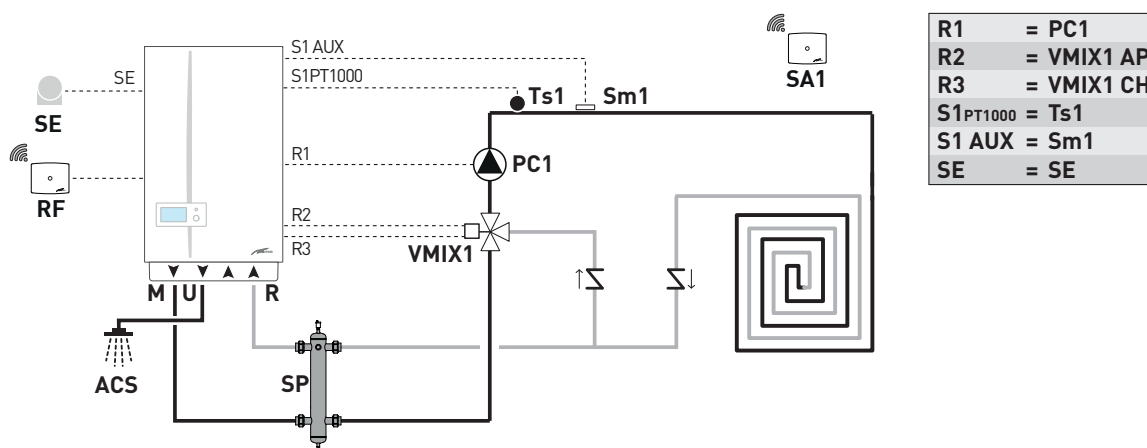 S1 AUX
S1PT1000
SE
SE
RF
R1
R2
R3
Ts1
Sm1
SA1
PC1
VMIX1
M U R
ACS
SP
R1 = PC1
R2 = VMIX1 AP
R3 = VMIX1 CH
S1PT1000 = Ts1
S1 AUX = Sm1
SE = SE